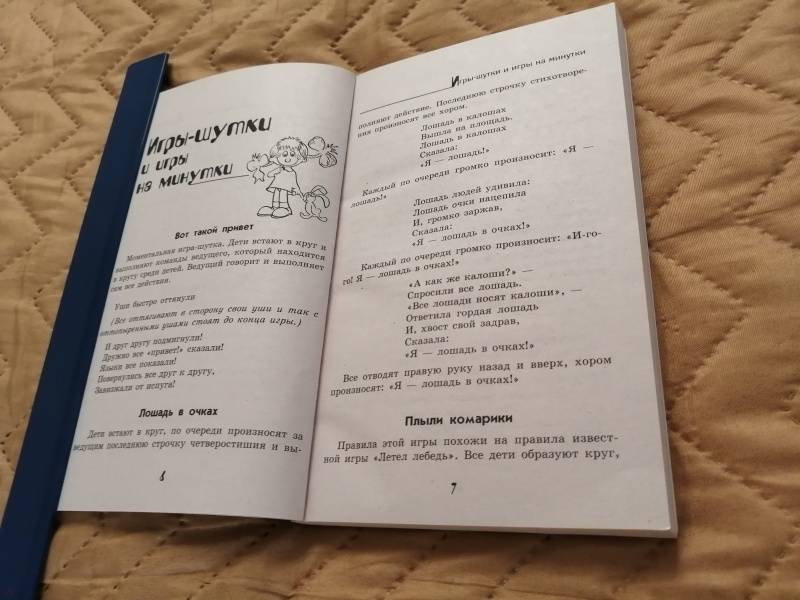 Игры-шутки
и игры
на минутки
Вот такой привет
Моментальная игра-шутка. Дети встают в круг и
выполняют команды ведущего, который находится
в кругу среди детей. Ведущий говорит и выполняет
сам все действия.
Уши быстро оттянули
(Все оттягивают в сторону свои уши и так с
оттопыренными ушами стоят до конца игры.)
И друг другу подмигнули!
Дружно все «привет!» сказали!
Языки все показали!
Повернулись все друг к другу,
Завизжали от испуга!
Лошадь в очках
Дети встают в круг, по очереди произносят за
ведущим последнюю строчку четверостишия и вы-
6
Игры-шутки и игры на минутки
полняют действие. Последнюю строчку стихотворе-
ния произносят все хором.
Лошадь в калошах
Вышла на площадь.
Лошадь в калошах
Сказала:
«Я — лошадь!»
Каждый по очереди громко произносит: «Я —
лошадь!»
Лошадь людей удивила:
Лошадь очки нацепила
И, громко заржав,
Сказала:
«Я — лошадь в очках!»
Каждый по очереди громко произносит: «И-го-
го! Я — лошадь в очках!»
«А как же калоши?» —
Спросили все лошадь.
«Все лошади носят калоши», —
Ответила гордая лошадь
И, хвост свой задрав,
Сказала:
«Я — лошадь в очках!»
Все отводят правую руку назад и вверх, хором
произносят: «Я — лошадь в очках!»
Плыли комарики
Правила этой игры похожи на правила извест-
ной игры «Летел лебедь». Все дети образуют круг,
7